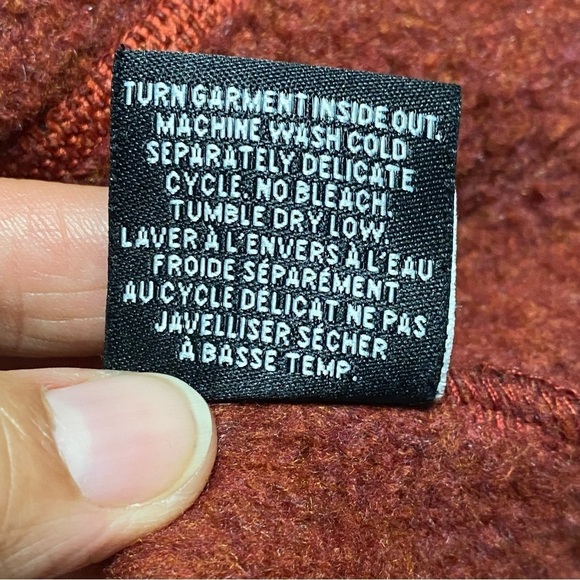 TURN GARMENT INSIDE OUT.
MACHINE WASH COLD
SEPARATELY DELICATE
CYCLE. NO BLEACH.
TUMBLE DRY LOW.
LAVER À L'ENVERS À L'EAU
FROIDE SÉPARÉMENT
AU CYCLE DÉLICAT NE PAS
JAVELLISER SÉCHER
À BASSE TEMP.